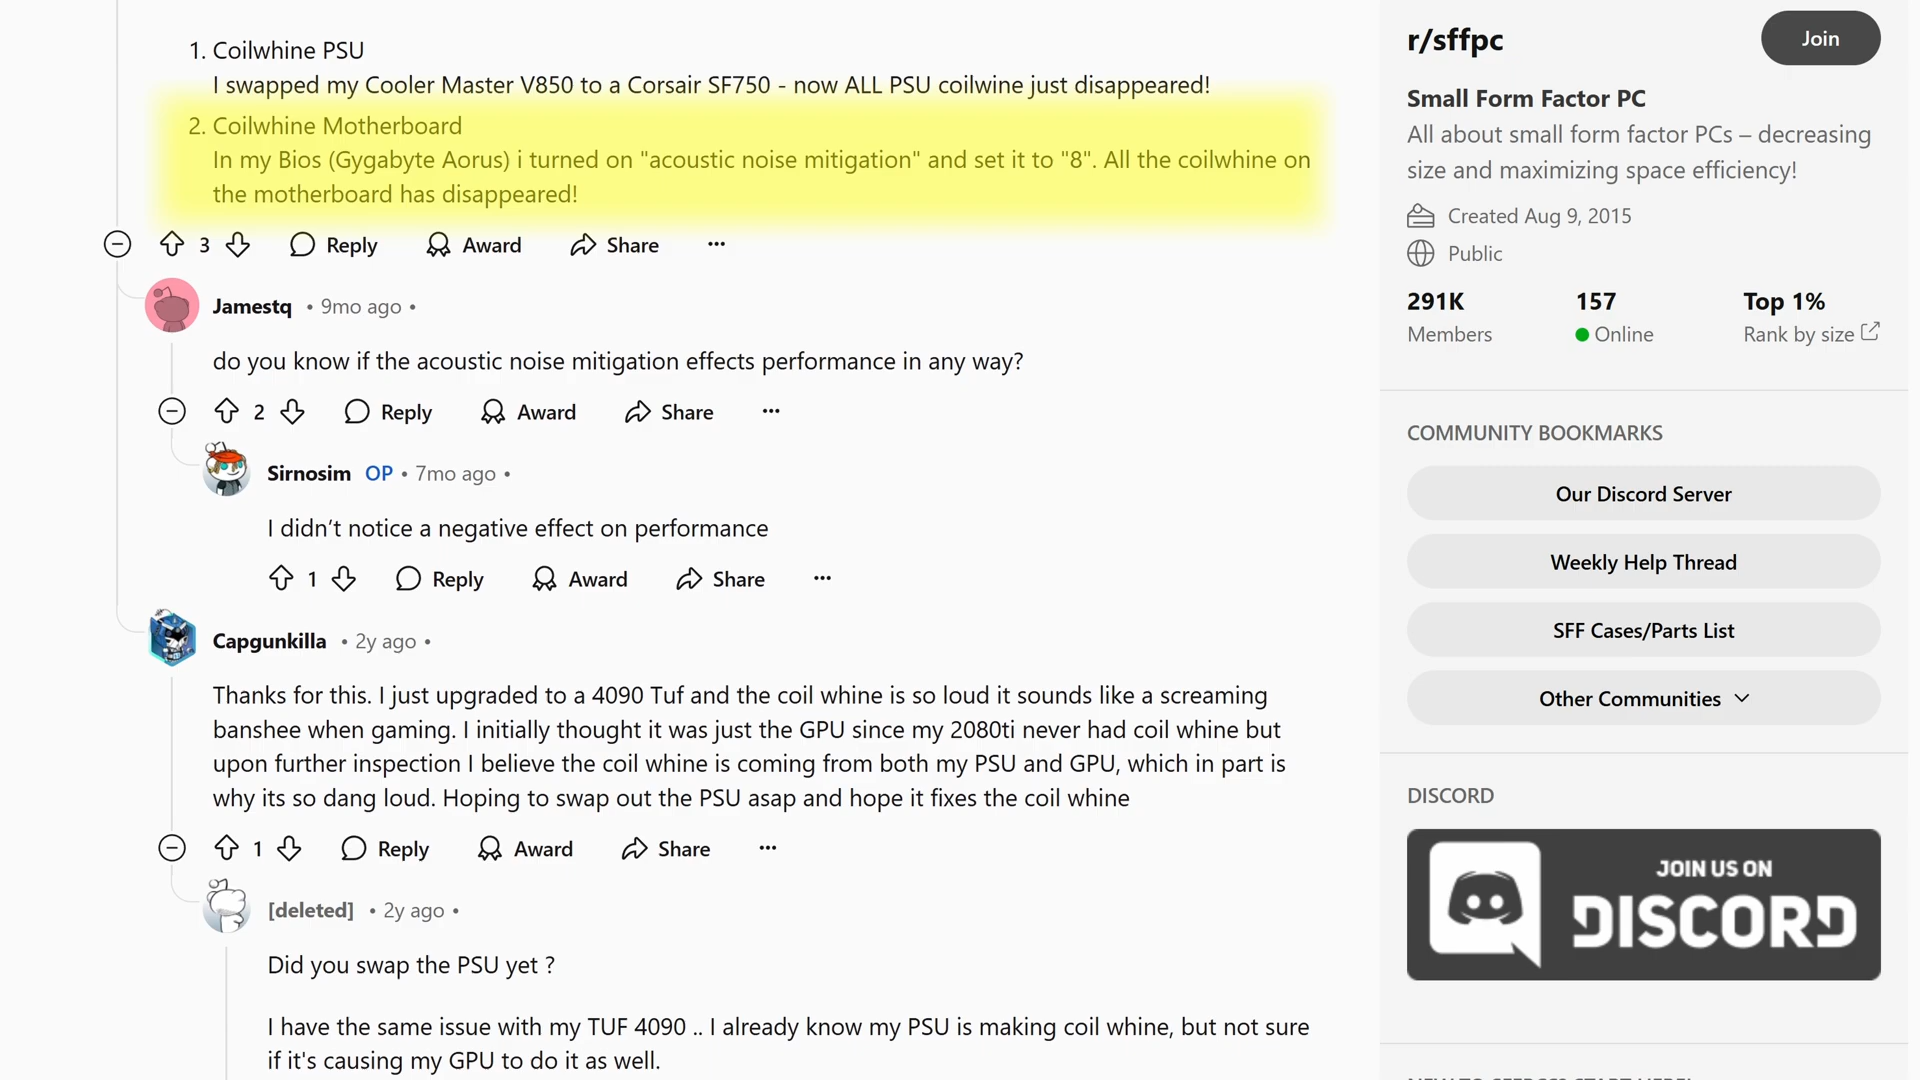 1. Coilwhine PSU
I swapped my Cooler Master V850 to a Corsair SF750 - now ALL PSU coilwine just disappeared!
2. Coilwhine Motherboard
In my Bios (Gygabyte Aorus) i turned on "acoustic noise mitigation" and set it to "8". All the coilwhine on
the motherboard has disappeared!
3 Reply Award Share
Jamestq • 9mo ago •
do you know if the acoustic noise mitigation effects performance in any way?
2 Reply Award Share
Sirnosim OP • 7mo ago •
I didn’t notice a negative effect on performance
1 Reply Award Share
Capgunkilla • 2y ago •
Thanks for this. I just upgraded to a 4090 Tuf and the coil whine is so loud it sounds like a screaming
banshee when gaming. I initially thought it was just the GPU since my 2080ti never had coil whine but
upon further inspection I believe the coil whine is coming from both my PSU and GPU, which in part is
why its so dang loud. Hoping to swap out the PSU asap and hope it fixes the coil whine
1 Reply Award Share
[deleted] • 2y ago •
Did you swap the PSU yet ?
I have the same issue with my TUF 4090 .. I already know my PSU is making coil whine, but not sure
if it's causing my GPU to do it as well.
r/sffpc
Join
Small Form Factor PC
All about small form factor PCs – decreasing
size and maximizing space efficiency!
Created Aug 9, 2015
Public
291K 157 Top 1%
Members Online Rank by size
COMMUNITY BOOKMARKS
Our Discord Server
Weekly Help Thread
SFF Cases/Parts List
Other Communities
DISCORD
JOIN US ON
DISCORD